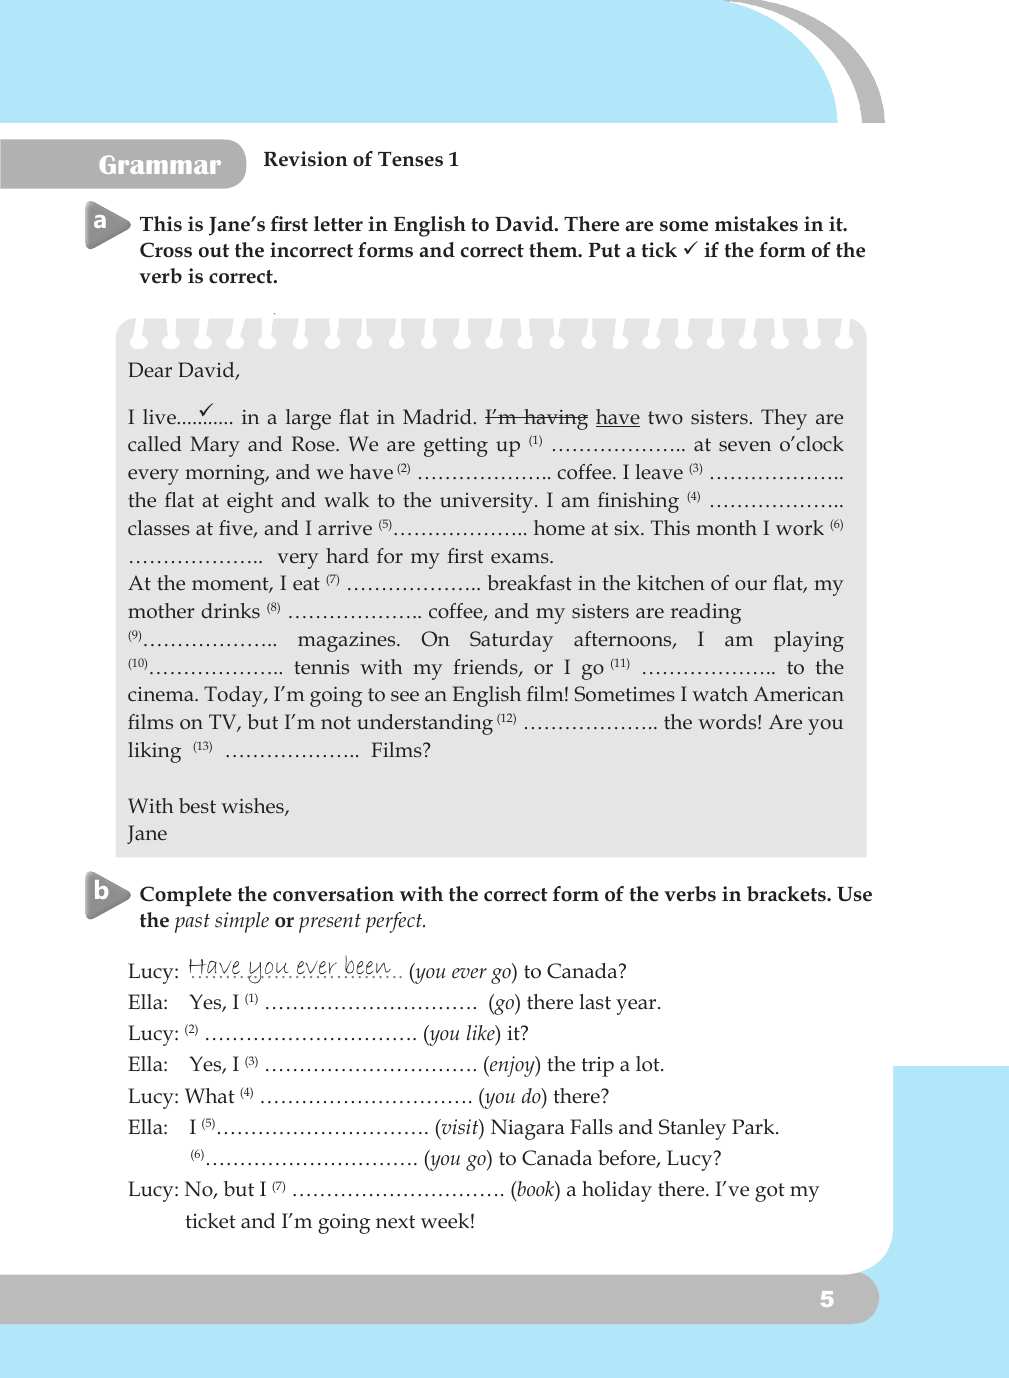 Grammar
Revision of Tenses 1
a
This is Jane's first letter in English to David. There are some mistakes in it.
Cross out the incorrect forms and correct them. Put a tick ✓ if the form of the
verb is correct.
Dear David,
I live....✓...... in a large flat in Madrid. I'm having have two sisters. They are
called Mary and Rose. We are getting up (1) ……………….. at seven o'clock
every morning, and we have (2) ……………….. coffee. I leave (3) ………………..
the flat at eight and walk to the university. I am finishing (4) ………………..
classes at five, and I arrive (5)……………….. home at six. This month I work (6)
……………….. very hard for my first exams.
At the moment, I eat (7) ……………….. breakfast in the kitchen of our flat, my
mother drinks (8) ……………….. coffee, and my sisters are reading
(9)……………….. magazines. On Saturday afternoons, I am playing
(10)……………….. tennis with my friends, or I go (11) ……………….. to the
cinema. Today, I'm going to see an English film! Sometimes I watch American
films on TV, but I'm not understanding (12) ……………….. the words! Are you
liking (13) ……………….. Films?
With best wishes,
Jane
b
Complete the conversation with the correct form of the verbs in brackets. Use
the past simple or present perfect.
Lucy: Have you ever been (you ever go) to Canada?
Ella: Yes, I (1) …………………………. (go) there last year.
Lucy: (2) …………………………. (you like) it?
Ella: Yes, I (3) …………………………. (enjoy) the trip a lot.
Lucy: What (4) …………………………. (you do) there?
Ella: I (5)…………………………. (visit) Niagara Falls and Stanley Park.
(6)…………………………. (you go) to Canada before, Lucy?
Lucy: No, but I (7) …………………………. (book) a holiday there. I've got my
ticket and I'm going next week!
5